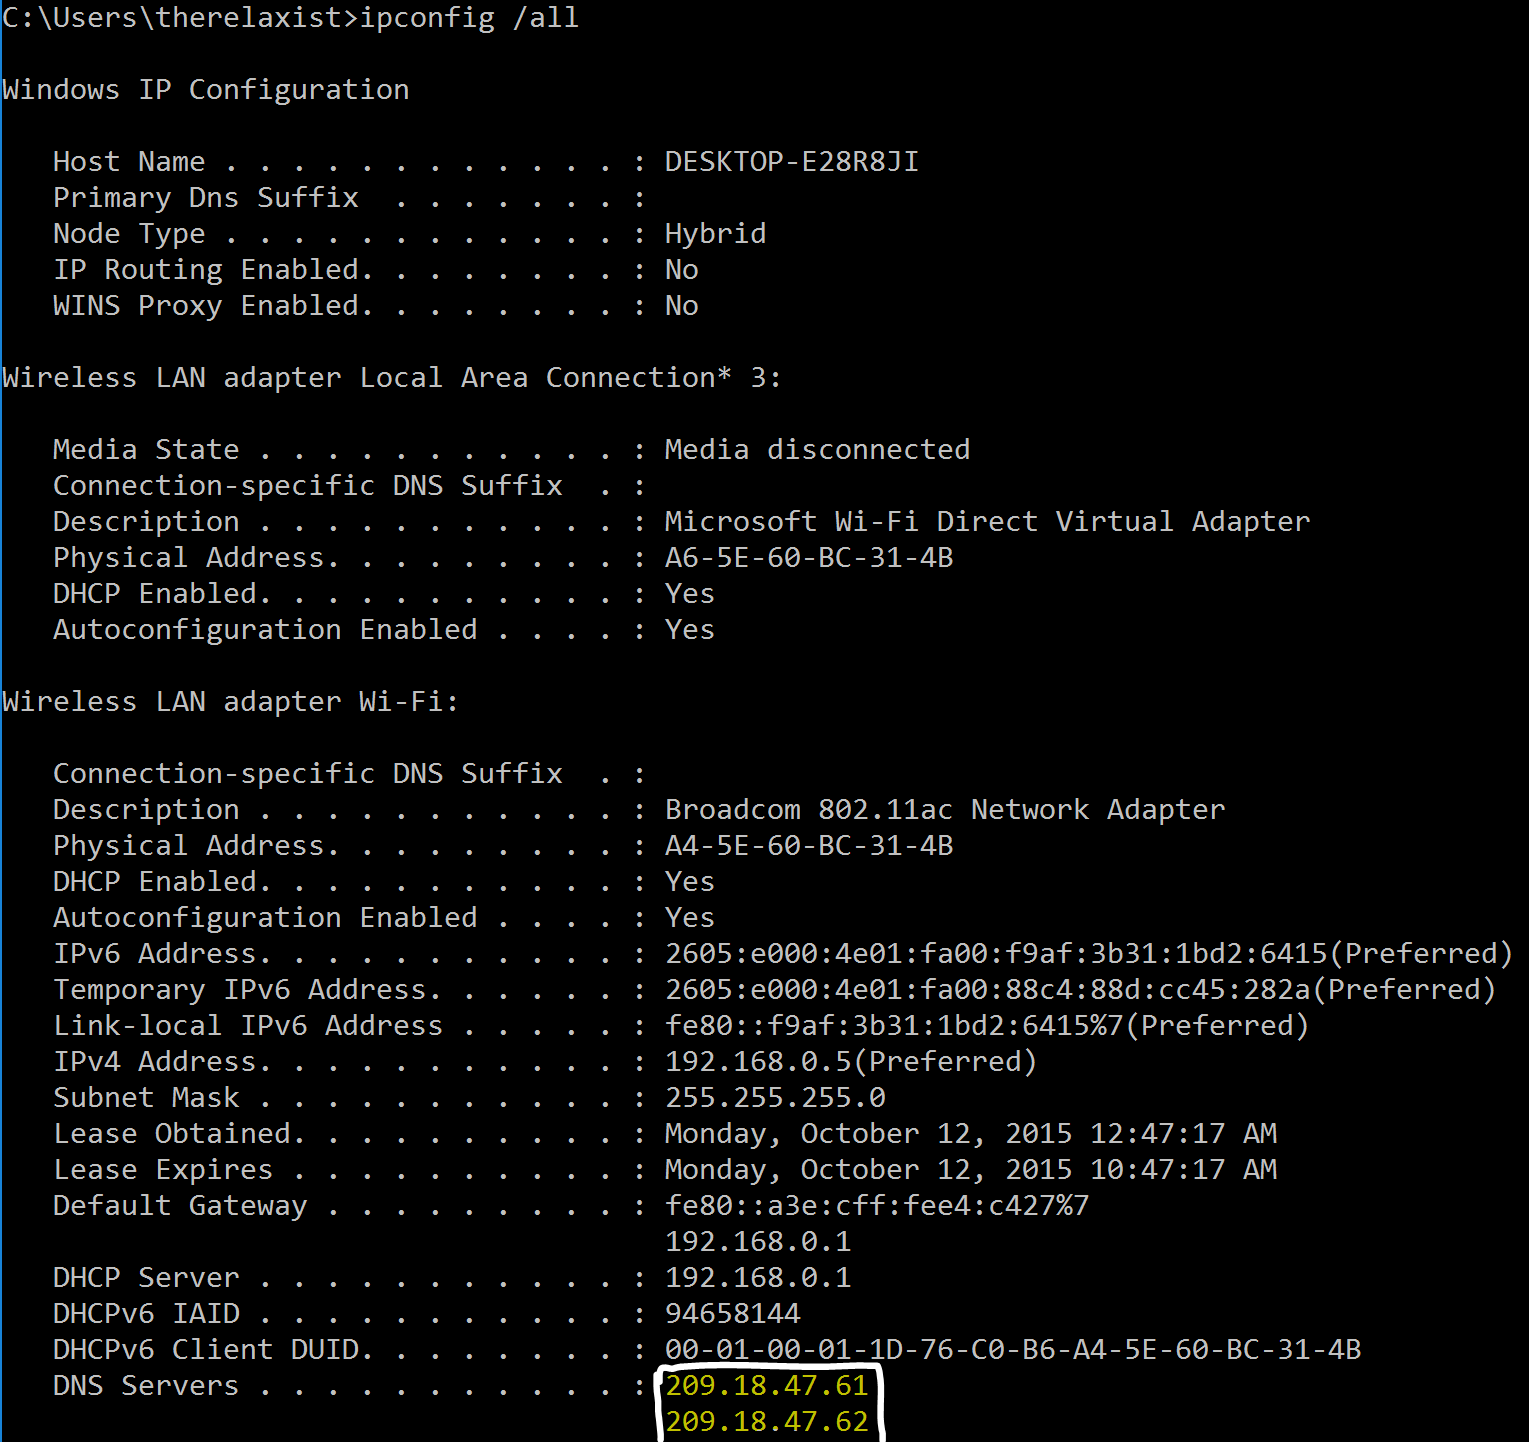 C:\Users\therelaxist>ipconfig /all
Windows IP Configuration
Host Name . . . . . . . . . . . . : DESKTOP-E28R8JI
Primary Dns Suffix  . . . . . . . :
Node Type . . . . . . . . . . . . : Hybrid
IP Routing Enabled. . . . . . . . : No
WINS Proxy Enabled. . . . . . . . : No
Wireless LAN adapter Local Area Connection* 3:
Media State . . . . . . . . . . . : Media disconnected
Connection-specific DNS Suffix  . :
Description . . . . . . . . . . . : Microsoft Wi-Fi Direct Virtual Adapter
Physical Address. . . . . . . . . : A6-5E-60-BC-31-4B
DHCP Enabled. . . . . . . . . . . : Yes
Autoconfiguration Enabled . . . . : Yes
Wireless LAN adapter Wi-Fi:
Connection-specific DNS Suffix  . :
Description . . . . . . . . . . . : Broadcom 802.11ac Network Adapter
Physical Address. . . . . . . . . : A4-5E-60-BC-31-4B
DHCP Enabled. . . . . . . . . . . : Yes
Autoconfiguration Enabled . . . . : Yes
IPv6 Address. . . . . . . . . . . : 2605:e000:4e01:fa00:f9af:3b31:1bd2:6415(Preferred)
Temporary IPv6 Address. . . . . . : 2605:e000:4e01:fa00:88c4:88d:cc45:282a(Preferred)
Link-local IPv6 Address . . . . . : fe80::f9af:3b31:1bd2:6415%7(Preferred)
IPv4 Address. . . . . . . . . . . : 192.168.0.5(Preferred)
Subnet Mask . . . . . . . . . . . : 255.255.255.0
Lease Obtained. . . . . . . . . . : Monday, October 12, 2015 12:47:17 AM
Lease Expires . . . . . . . . . . : Monday, October 12, 2015 10:47:17 AM
Default Gateway . . . . . . . . . : fe80::a3e:cff:fee4:c427%7
192.168.0.1
DHCP Server . . . . . . . . . . . : 192.168.0.1
DHCPv6 IAID . . . . . . . . . . . : 94658144
DHCPv6 Client DUID. . . . . . . . : 00-01-00-01-1D-76-C0-B6-A4-5E-60-BC-31-4B
DNS Servers . . . . . . . . . . . : 209.18.47.61
209.18.47.62